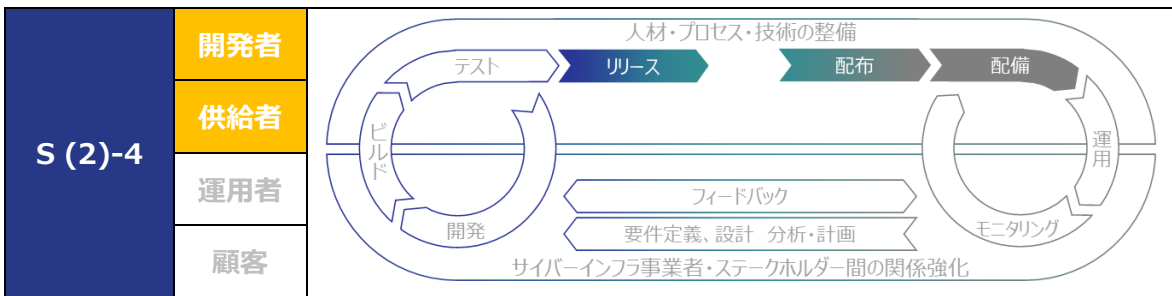 S (2)-4
開発者
供給者
運用者
顧客
人材・プロセス・技術の整備
テスト
リリース
配布
配備
ビルド
運用
フィードバック
開発
要件定義、設計 分析・計画
モニタリング
サイバーインフラ事業者・ステークホルダー間の関係強化